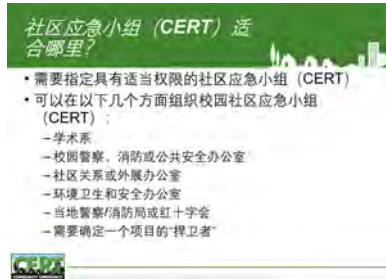 社区应急小组（CERT）适
合哪里？
• 需要指定具有适当权限的社区应急小组（CERT）
• 可以在以下几个方面组织校园社区应急小组
（CERT）：
–学术系
–校园警察、消防或公共安全办公室
–社区关系或外展办公室
–环境卫生和安全办公室
–当地警察/消防局或红十字会
–需要确定一个项目的“捍卫者”
CERT